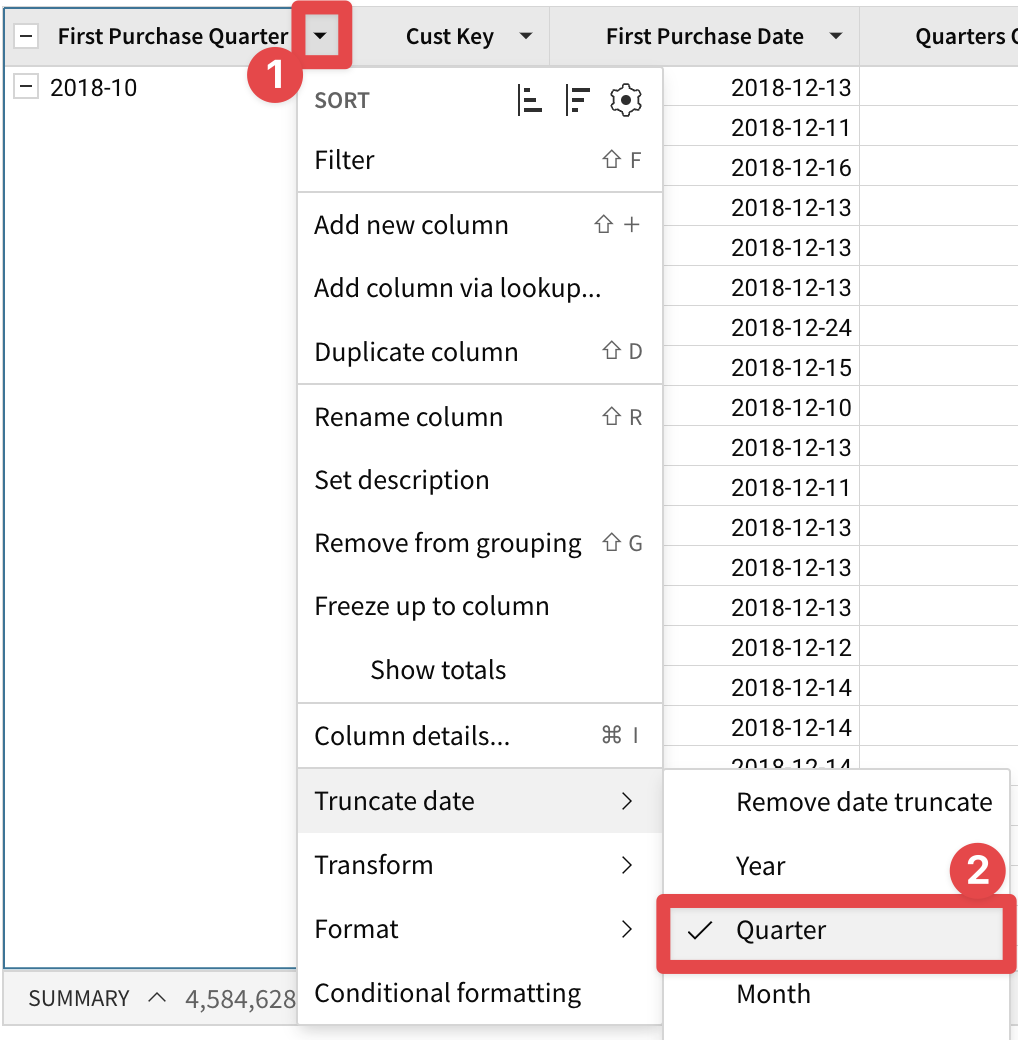 First Purchase Quarter Cust Key First Purchase Date Quarters
1
2018-10
SORT
Filter ⇧ F
Add new column ⇧ +
Add column via lookup...
Duplicate column ⇧ D
Rename column ⇧ R
Set description
Remove from grouping ⇧ G
Freeze up to column
Show totals
Column details... ⌘ I
Truncate date
Transform
Format
Conditional formatting
2018-12-13
2018-12-11
2018-12-16
2018-12-13
2018-12-13
2018-12-13
2018-12-24
2018-12-15
2018-12-10
2018-12-13
2018-12-11
2018-12-13
2018-12-13
2018-12-13
2018-12-12
2018-12-14
2018-12-14
2018-12-14
Remove date truncate
Year
2
Quarter
Month
SUMMARY 4,584,628